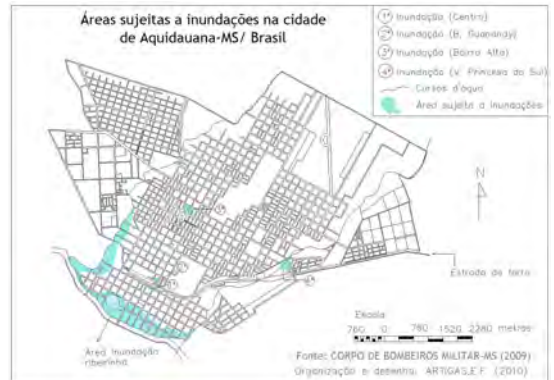 Áreas sujeitas a inundações na cidade
de Aquidauana-MS/ Brasil
1ª Inundação (Centro)
2ª Inundação (B. Guanandy)
3ª Inundação (Bairro Alto)
4ª Inundação (V. Princesa do Sul)
Cursos d'água
Área sujeita a inundações
N
Estrada de terra
Área inundação
ribeirinha
Escala
760 0 760 1520 2280 metros
Fonte: CORPO DE BOMBEIROS MILITAR-MS (2009)
Organização e desenho: ARTIGAS,E.F. (2010)